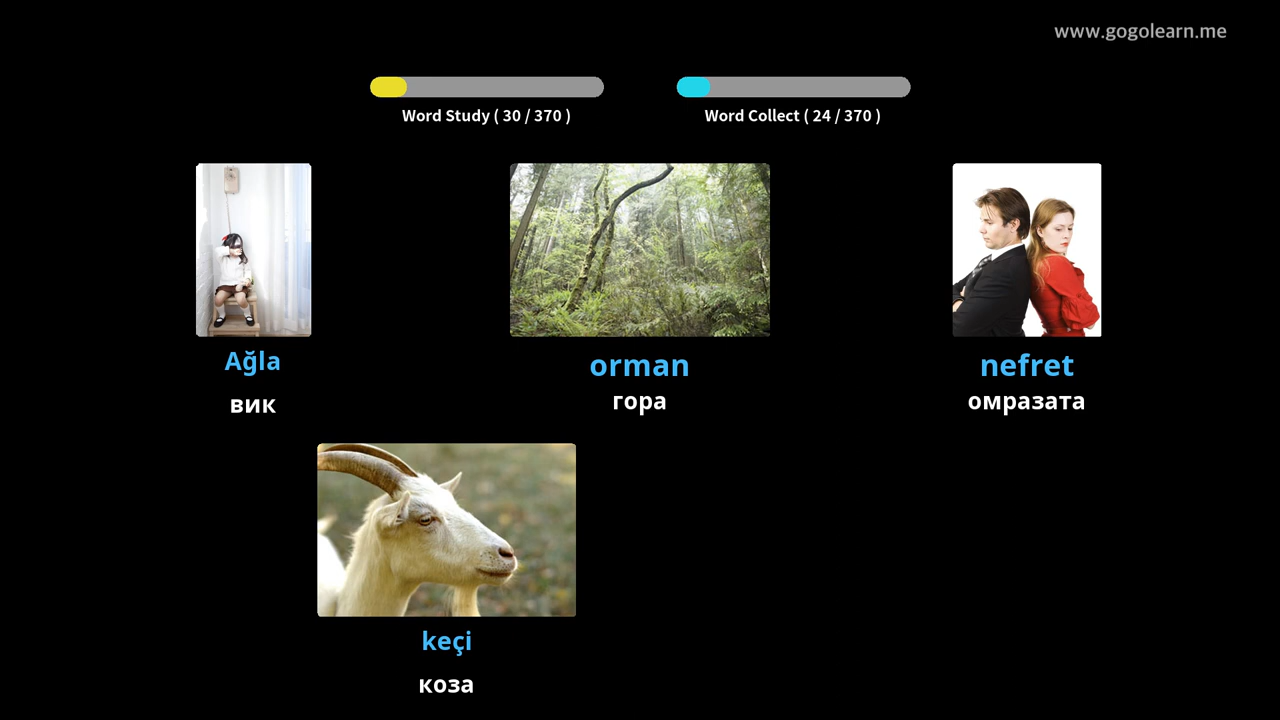 www.gogolearn.me
Word Study ( 30 / 370 )
Word Collect ( 24 / 370 )
Ağla
вик
orman
гора
nefret
омразата
keçi
коза